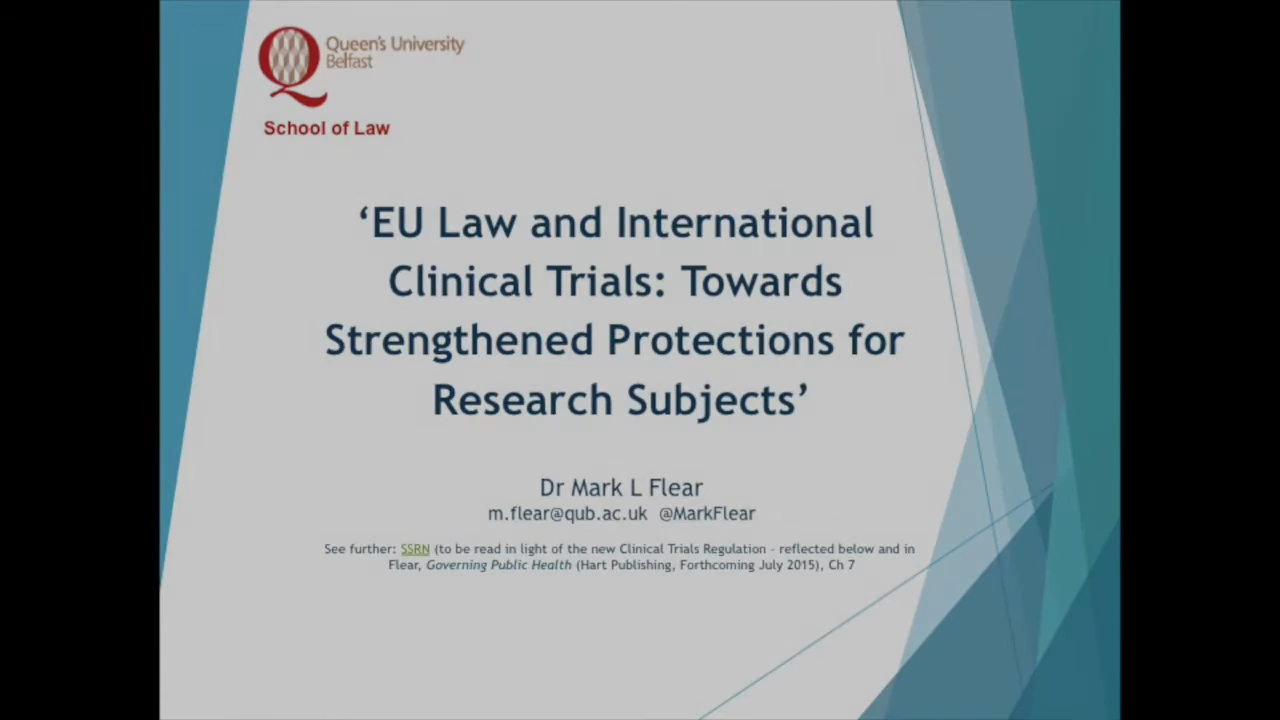 Queen's University
Belfast
School of Law
‘EU Law and International
Clinical Trials: Towards
Strengthened Protections for
Research Subjects’
Dr Mark L Flear
m.flear@qub.ac.uk @MarkFlear
See further: SSRN (to be read in light of the new Clinical Trials Regulation – reflected below and in
Flear, Governing Public Health (Hart Publishing, Forthcoming July 2015), Ch 7